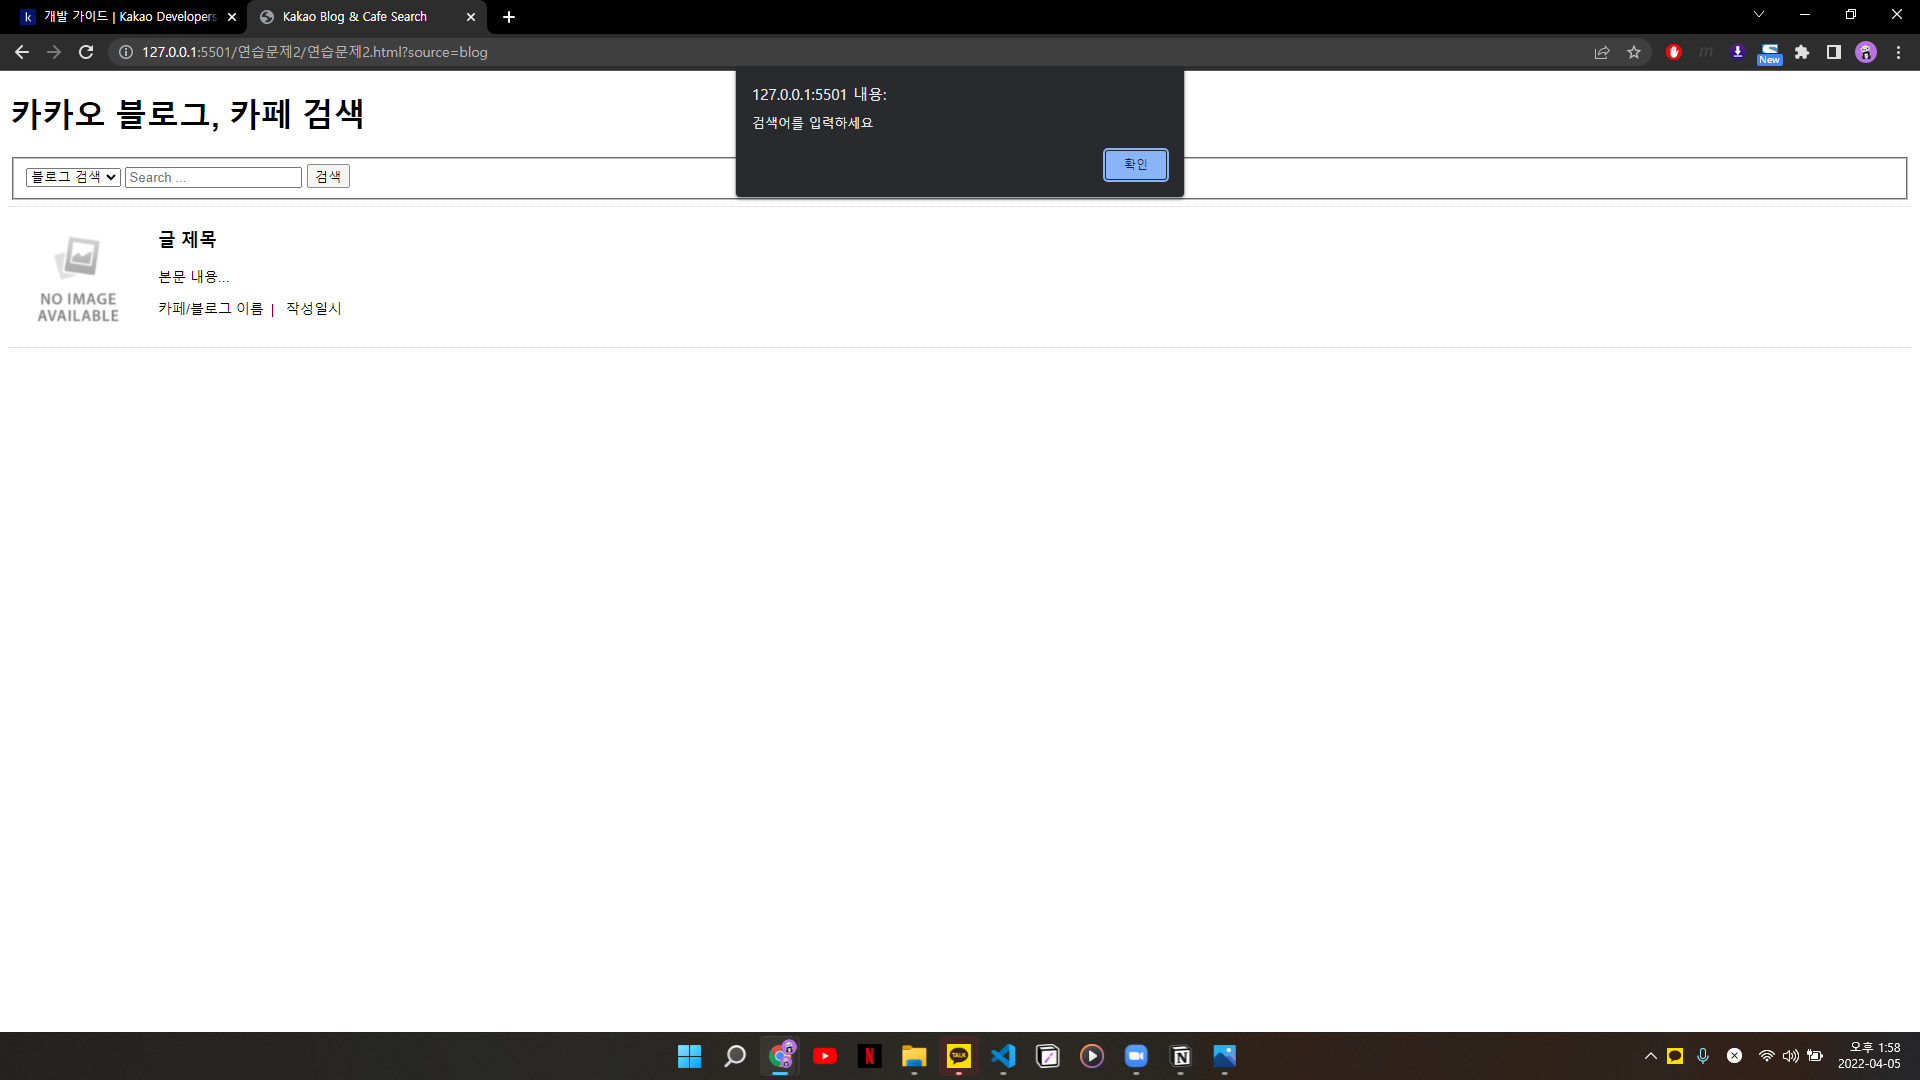 개발 가이드 | Kakao Developers
Kakao Blog & Cafe Search
127.0.0.1:5501/연습문제2/연습문제2.html?source=blog
New
127.0.0.1:5501 내용:
검색어를 입력하세요
확인
카카오 블로그, 카페 검색
블로그 검색 Search ... 검색
NO IMAGE
AVAILABLE
글 제목
본문 내용...
카페/블로그 이름 | 작성일시
TALK
오후 1:58
2022-04-05